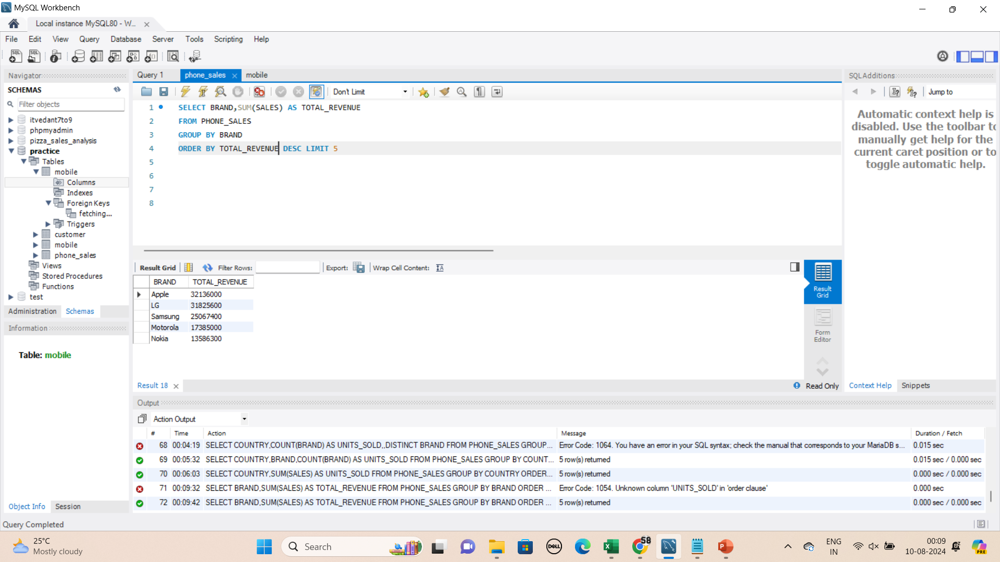 MySQL Workbench
Local instance MySQL80 - W...
File Edit View Query Database Server Tools Scripting Help
Navigator
SCHEMAS
Filter objects
itvedant7to9
phpmyadmin
pizza_sales_analysis
practice
Tables
mobile
Columns
Indexes
Foreign Keys
fetching...
Triggers
customer
mobile
phone_sales
Views
Stored Procedures
Functions
test
Administration Schemas
Information
Table: mobile
Object Info Session
Query 1 phone_sales mobile
Don't Limit
1 SELECT BRAND,SUM(SALES) AS TOTAL_REVENUE
2 FROM PHONE_SALES
3 GROUP BY BRAND
4 ORDER BY TOTAL_REVENUE DESC LIMIT 5
5
6
7
8
Result Grid Filter Rows: Export: Wrap Cell Content:
BRAND TOTAL_REVENUE
Apple 32136000
LG 31825600
Samsung 25067400
Motorola 17385000
Nokia 13586300
Result Grid
Form Editor
Result 18 Read Only
SQLAdditions
Jump to
Automatic context help is
disabled. Use the toolbar to
manually get help for the
current caret position or to
toggle automatic help.
Context Help Snippets
Output
Action Output
# Time Action Message Duration / Fetch
68 00:04:19 SELECT COUNTRY,COUNT(BRAND) AS UNITS_SOLD,,DISTINCT BRAND FROM PHONE_SALES GROUP... Error Code: 1064. You have an error in your SQL syntax; check the manual that corresponds to your MariaDB s... 0.015 sec
69 00:05:32 SELECT COUNTRY,BRAND,COUNT(BRAND) AS UNITS_SOLD FROM PHONE_SALES GROUP BY COUNT... 5 row(s) returned 0.015 sec / 0.000 sec
70 00:06:03 SELECT COUNTRY,SUM(SALES) AS UNITS_SOLD FROM PHONE_SALES GROUP BY COUNTRY ORDER... 5 row(s) returned 0.000 sec / 0.000 sec
71 00:09:32 SELECT BRAND,SUM(SALES) AS TOTAL_REVENUE FROM PHONE_SALES GROUP BY BRAND ORDER ... Error Code: 1054. Unknown column 'UNITS_SOLD' in 'order clause' 0.000 sec
72 00:09:42 SELECT BRAND,SUM(SALES) AS TOTAL_REVENUE FROM PHONE_SALES GROUP BY BRAND ORDER ... 5 row(s) returned 0.000 sec / 0.000 sec
Query Completed
25°C
Mostly cloudy
Search
DELL
58
ENG
IN
00:09
10-08-2024
PRE